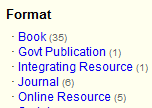 Format
· Book (35)
· Govt Publication (1)
· Integrating Resource (1)
· Journal (6)
· Online Resource (5)